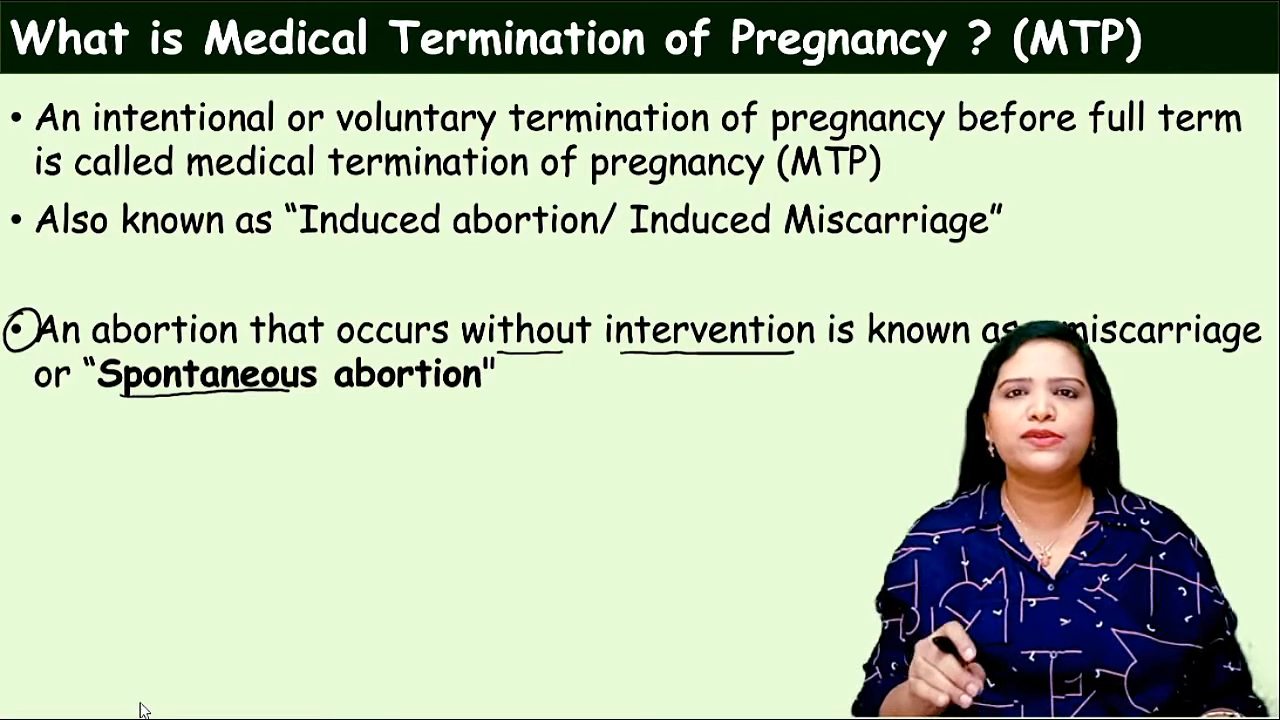 What is Medical Termination of Pregnancy ? (MTP)
• An intentional or voluntary termination of pregnancy before full term
is called medical termination of pregnancy (MTP)
• Also known as “Induced abortion/ Induced Miscarriage”
• An abortion that occurs without intervention is known as miscarriage
or “Spontaneous abortion"